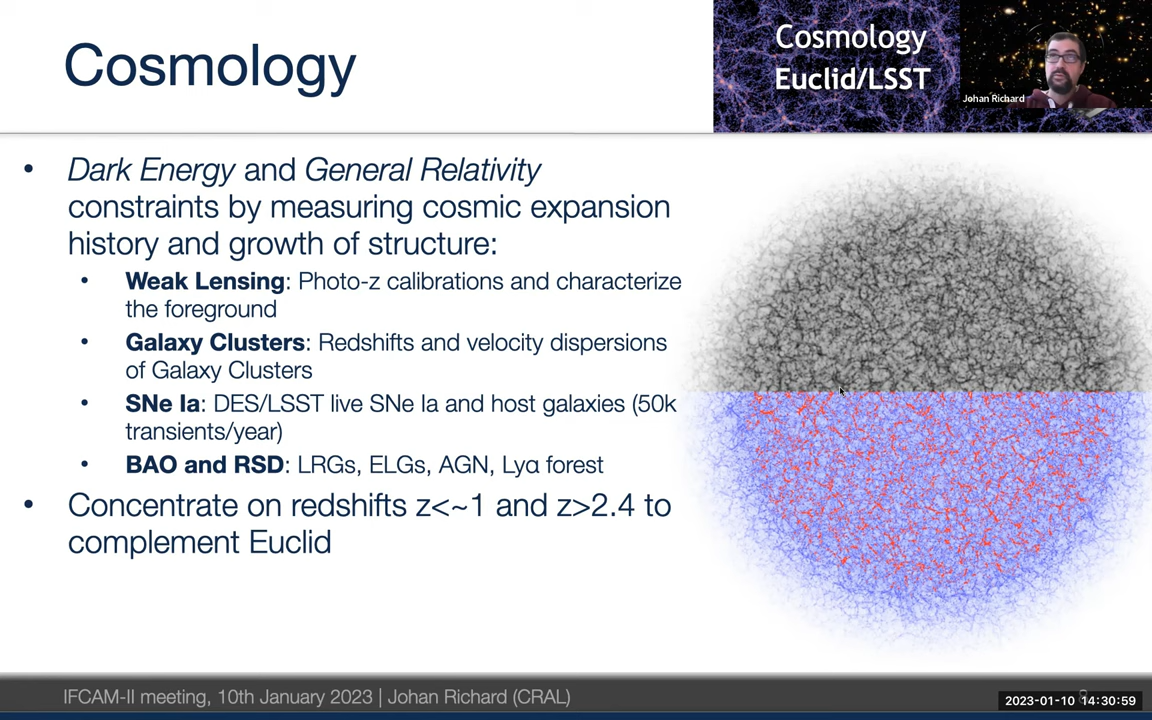 Cosmology
Cosmology
Euclid/LSST
Johan Richard
• Dark Energy and General Relativity
constraints by measuring cosmic expansion
history and growth of structure:
• Weak Lensing: Photo-z calibrations and characterize
the foreground
• Galaxy Clusters: Redshifts and velocity dispersions
of Galaxy Clusters
• SNe Ia: DES/LSST live SNe Ia and host galaxies (50k
transients/year)
• BAO and RSD: LRGs, ELGs, AGN, Lyα forest
• Concentrate on redshifts z<~1 and z>2.4 to
complement Euclid
IFCAM-II meeting, 10th January 2023 | Johan Richard (CRAL)
2023-01-10 14:30:59